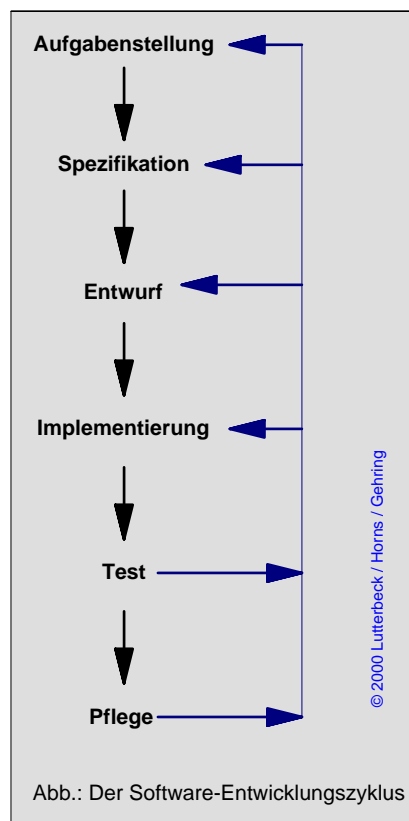 Aufgabenstellung
Spezifikation
Entwurf
Implementierung
Test
Pflege
© 2000 Lutterbeck / Horns / Gehring
Abb.: Der Software-Entwicklungszyklus